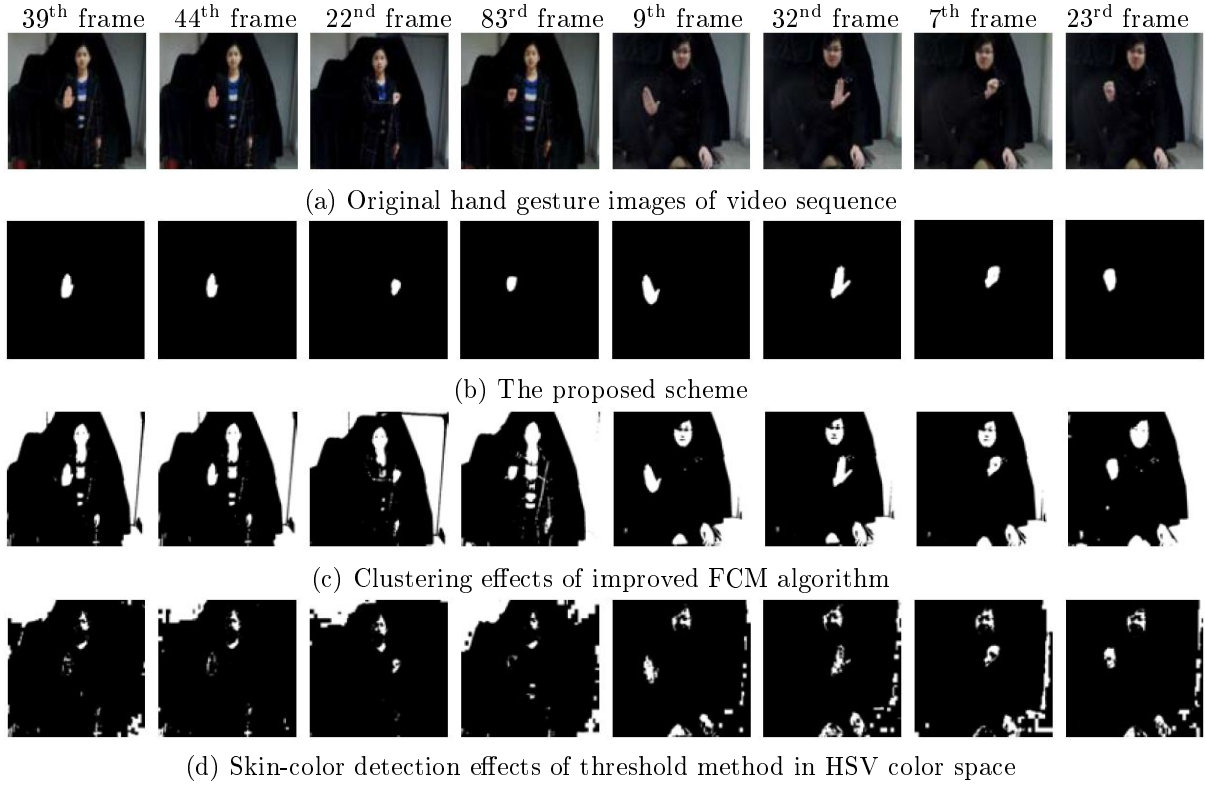 39th frame 44th frame 22nd frame 83rd frame 9th frame 32nd frame 7th frame 23rd frame
(a) Original hand gesture images of video sequence
(b) The proposed scheme
(c) Clustering effects of improved FCM algorithm
(d) Skin-color detection effects of threshold method in HSV color space